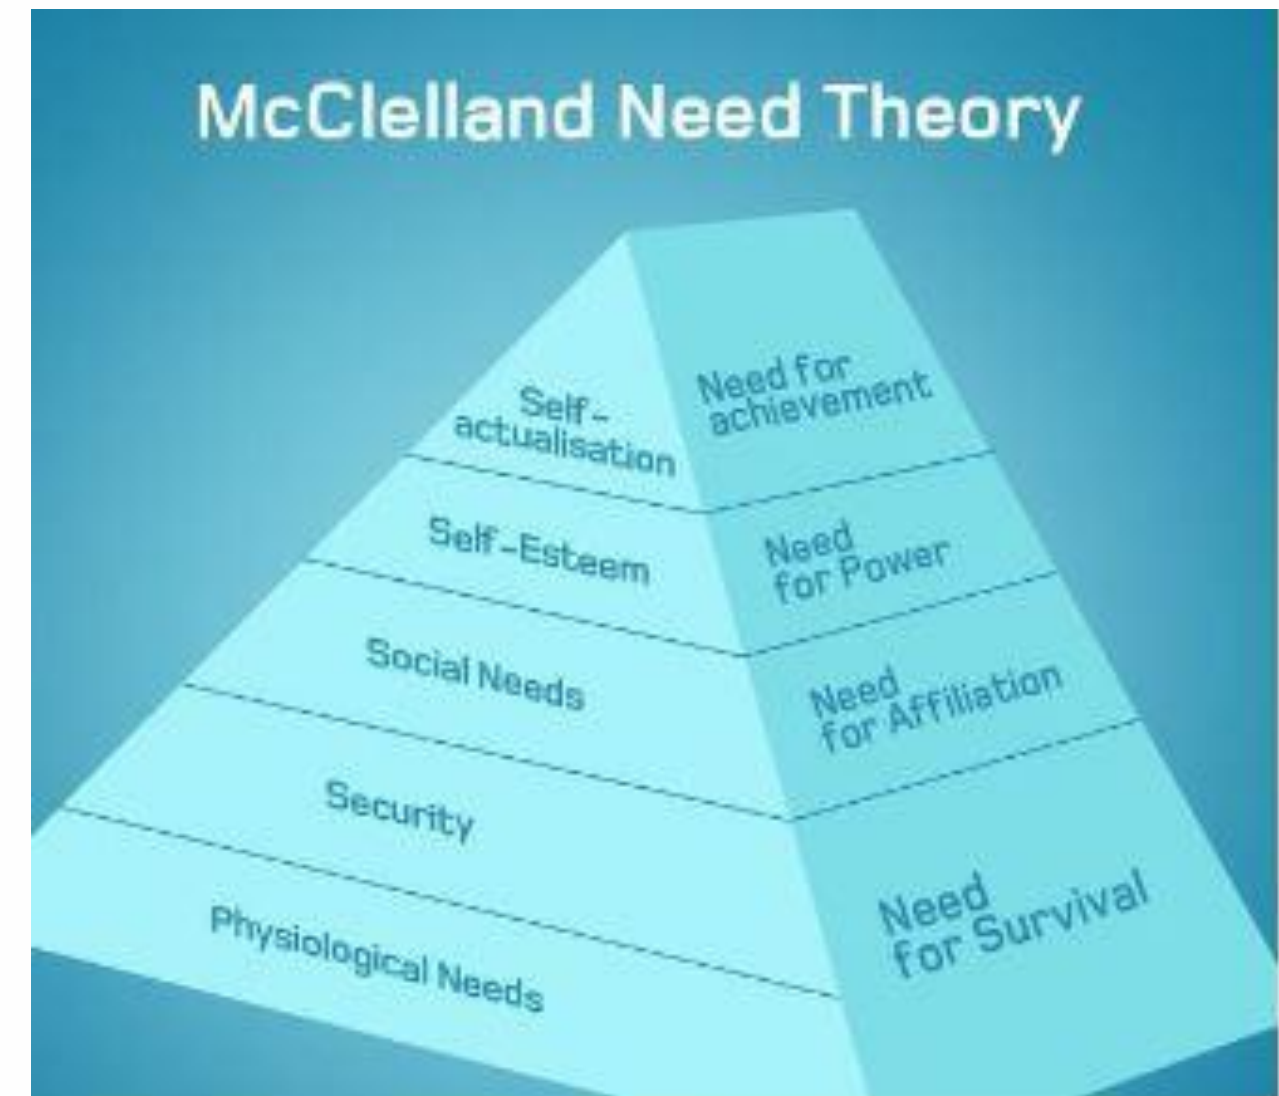 McClelland Need Theory
Self-
actualisation
Need for
achievement
Self-Esteem
Need
for Power
Social Needs
Need
for Affiliation
Security
Physiological Needs
Need
for Survival